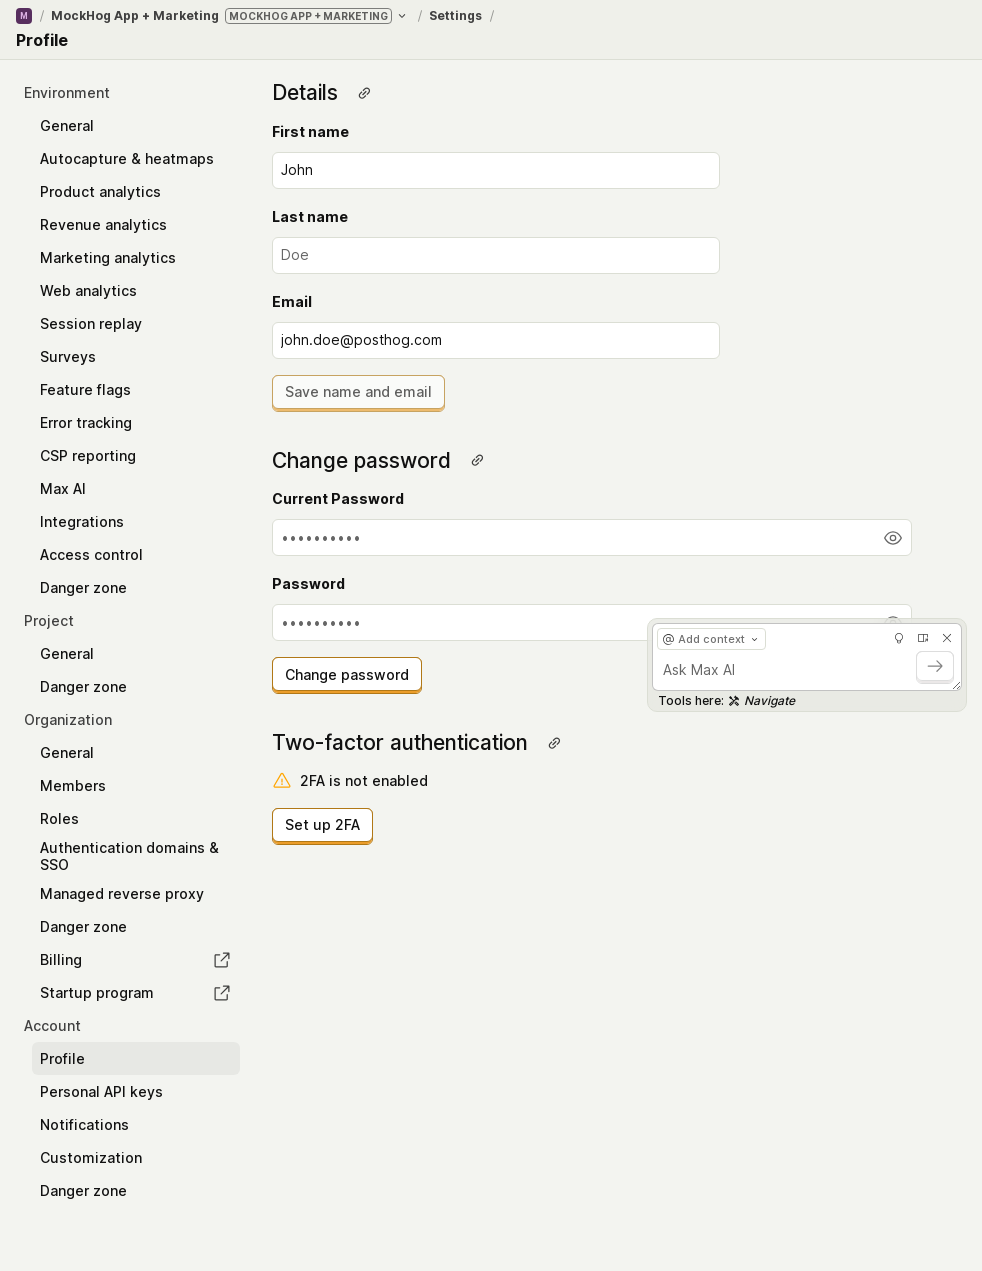 M / MockHog App + Marketing MOCKHOG APP + MARKETING / Settings /
Profile
Environment
General
Autocapture & heatmaps
Product analytics
Revenue analytics
Marketing analytics
Web analytics
Session replay
Surveys
Feature flags
Error tracking
CSP reporting
Max AI
Integrations
Access control
Danger zone
Project
General
Danger zone
Organization
General
Members
Roles
Authentication domains &
SSO
Managed reverse proxy
Danger zone
Billing
Startup program
Account
Profile
Personal API keys
Notifications
Customization
Danger zone
Details
First name
John
Last name
Doe
Email
john.doe@posthog.com
Save name and email
Change password
Current Password
••••••••••
Password
••••••••••
Change password
Two-factor authentication
2FA is not enabled
Set up 2FA
@ Add context
Ask Max AI
Tools here: Navigate